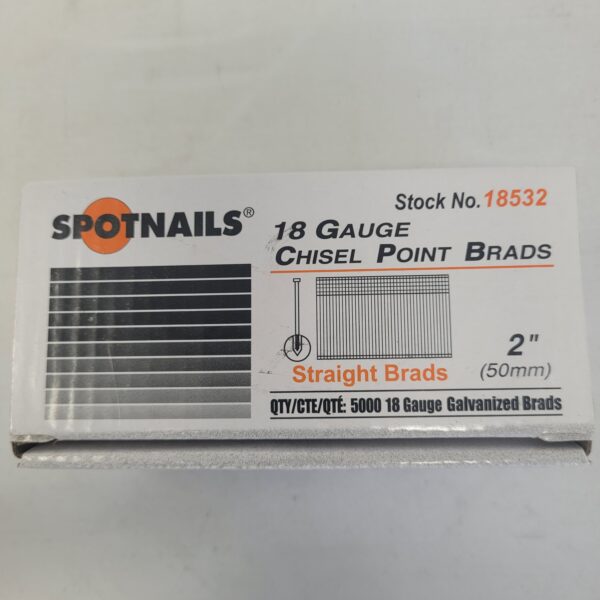 Stock No. 18532
SPOTNAILS®
18 GAUGE
CHISEL POINT BRADS
2"
(50mm)
Straight Brads
QTY/CTE/QTÉ: 5000 18 Gauge Galvanized Brads